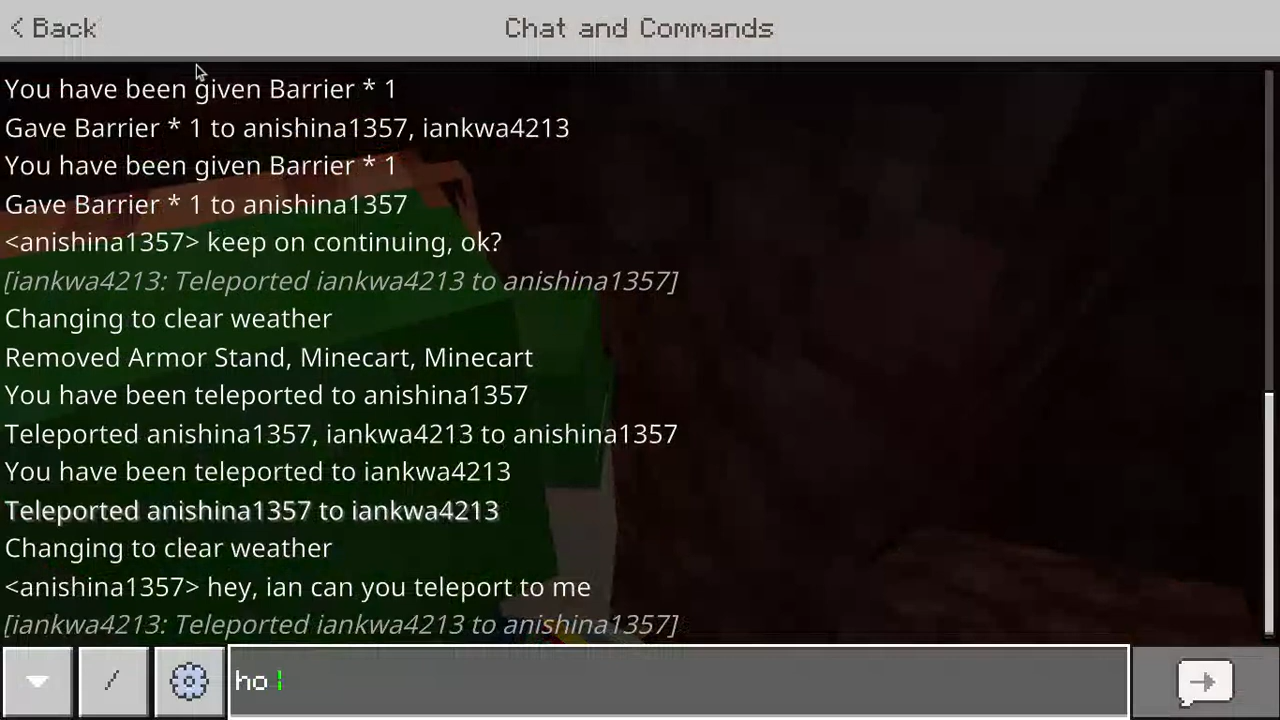 < Back
Chat and Commands
You have been given Barrier * 1
Gave Barrier * 1 to anishina1357, iankwa4213
You have been given Barrier * 1
Gave Barrier * 1 to anishina1357
<anishina1357> keep on continuing, ok?
[iankwa4213: Teleported iankwa4213 to anishina1357]
Changing to clear weather
Removed Armor Stand, Minecart, Minecart
You have been teleported to anishina1357
Teleported anishina1357, iankwa4213 to anishina1357
You have been teleported to iankwa4213
Teleported anishina1357 to iankwa4213
Changing to clear weather
<anishina1357> hey, ian can you teleport to me
[iankwa4213: Teleported iankwa4213 to anishina1357]
/
ho